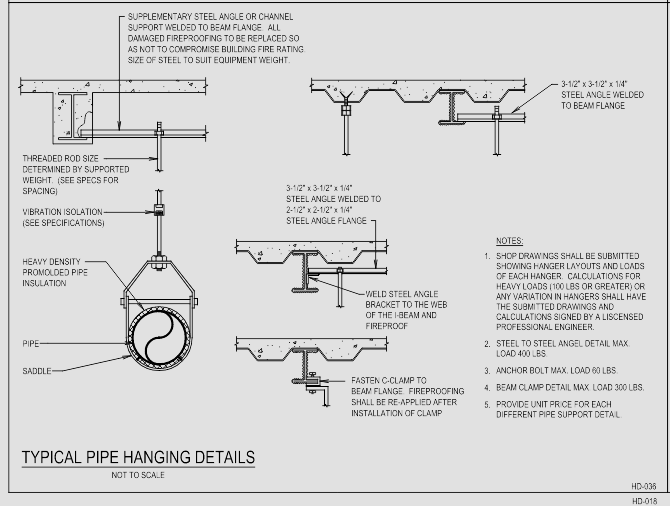 SUPPLEMENTARY STEEL ANGLE OR CHANNEL
SUPPORT WELDED TO BEAM FLANGE. ALL
DAMAGED FIREPROOFING TO BE REPLACED SO
AS NOT TO COMPROMISE BUILDING FIRE RATING.
SIZE OF STEEL TO SUIT EQUIPMENT WEIGHT.
3-1/2" x 3-1/2" x 1/4"
STEEL ANGLE WELDED
TO BEAM FLANGE
THREADED ROD SIZE
DETERMINED BY SUPPORTED
WEIGHT. (SEE SPECS FOR
SPACING)
VIBRATION ISOLATION
(SEE SPECIFICATIONS)
HEAVY DENSITY
PROMOLDED PIPE
INSULATION
PIPE
SADDLE
3-1/2" x 3-1/2" x 1/4"
STEEL ANGLE WELDED TO
2-1/2" x 2-1/2" x 1/4"
STEEL ANGLE FLANGE
WELD STEEL ANGLE
BRACKET TO THE WEB
OF THE I-BEAM AND
FIREPROOF
FASTEN C-CLAMP TO
BEAM FLANGE. FIREPROOFING
SHALL BE RE-APPLIED AFTER
INSTALLATION OF CLAMP
NOTES:
1. SHOP DRAWINGS SHALL BE SUBMITTED
SHOWING HANGER LAYOUTS AND LOADS
OF EACH HANGER. CALCULATIONS FOR
HEAVY LOADS (100 LBS OR GREATER) OR
ANY VARIATION IN HANGERS SHALL HAVE
THE SUBMITTED DRAWINGS AND
CALCULATIONS SIGNED BY A LISCENSED
PROFESSIONAL ENGINEER.
2. STEEL TO STEEL ANGEL DETAIL MAX.
LOAD 400 LBS.
3. ANCHOR BOLT MAX. LOAD 60 LBS.
4. BEAM CLAMP DETAIL MAX. LOAD 300 LBS.
5. PROVIDE UNIT PRICE FOR EACH
DIFFERENT PIPE SUPPORT DETAIL
TYPICAL PIPE HANGING DETAILS
NOT TO SCALE
HD-036
HD-018